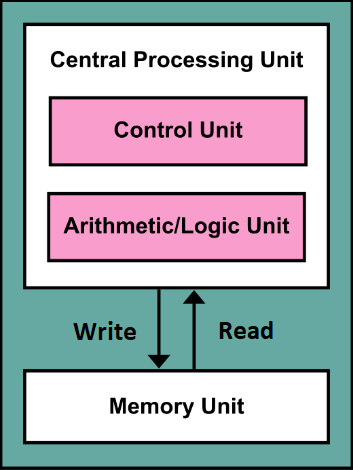 Central Processing Unit
Control Unit
Arithmetic/Logic Unit
Write
Read
Memory Unit